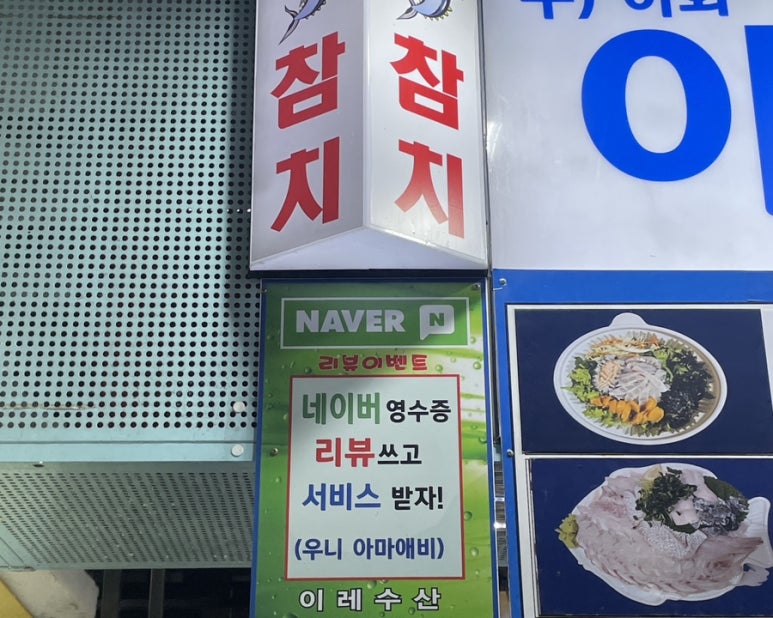 참치
참치
NAVER N
리뷰이벤트
네이버 영수증
리뷰쓰고
서비스 받자!
(우니 아마애비)
이레수산